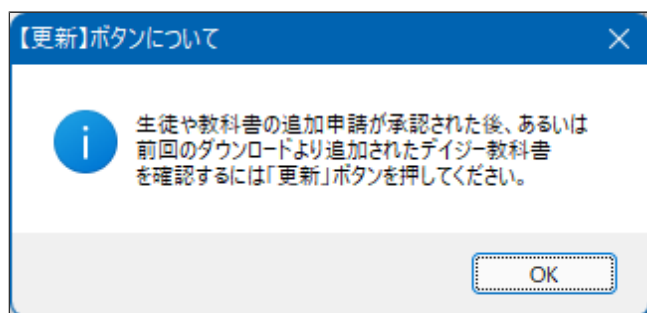 【更新】ボタンについて
生徒や教科書の追加申請が承認された後、あるいは
前回のダウンロードより追加されたデイジー教科書
を確認するには「更新」ボタンを押してください。
OK